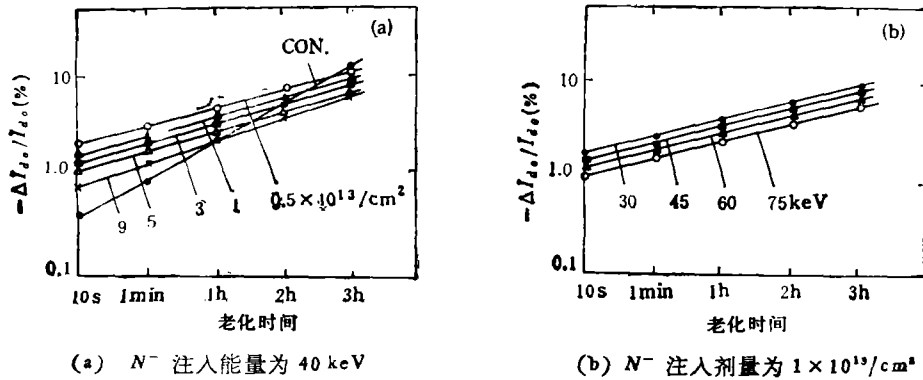 (a)
CON.
10
1.0
0.1
−ΔI_do/I_do(%)
9 5 3 1 0.5×10¹³/cm²
10s 1min 1h 2h 3h
老化时间
(a) N⁻ 注入能量为 40 keV
(b)
10
1.0
0.1
−ΔI_do/I_do(%)
30 45 60 75keV
10s 1min 1h 2h 3h
老化时间
(b) N⁻ 注入剂量为 1×10¹³/cm²